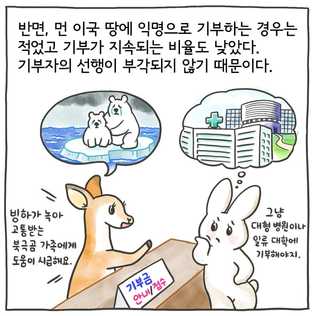 반면, 먼 이국 땅에 익명으로 기부하는 경우는
적었고 기부가 지속되는 비율도 낮았다.
기부자의 선행이 부각되지 않기 때문이다.
빙하가 녹아
고통받는
북극곰 가족에게
도움이 시급해요.
그냥
대형 병원이나
일류 대학에
기부해야지.
기부금
안내/접수